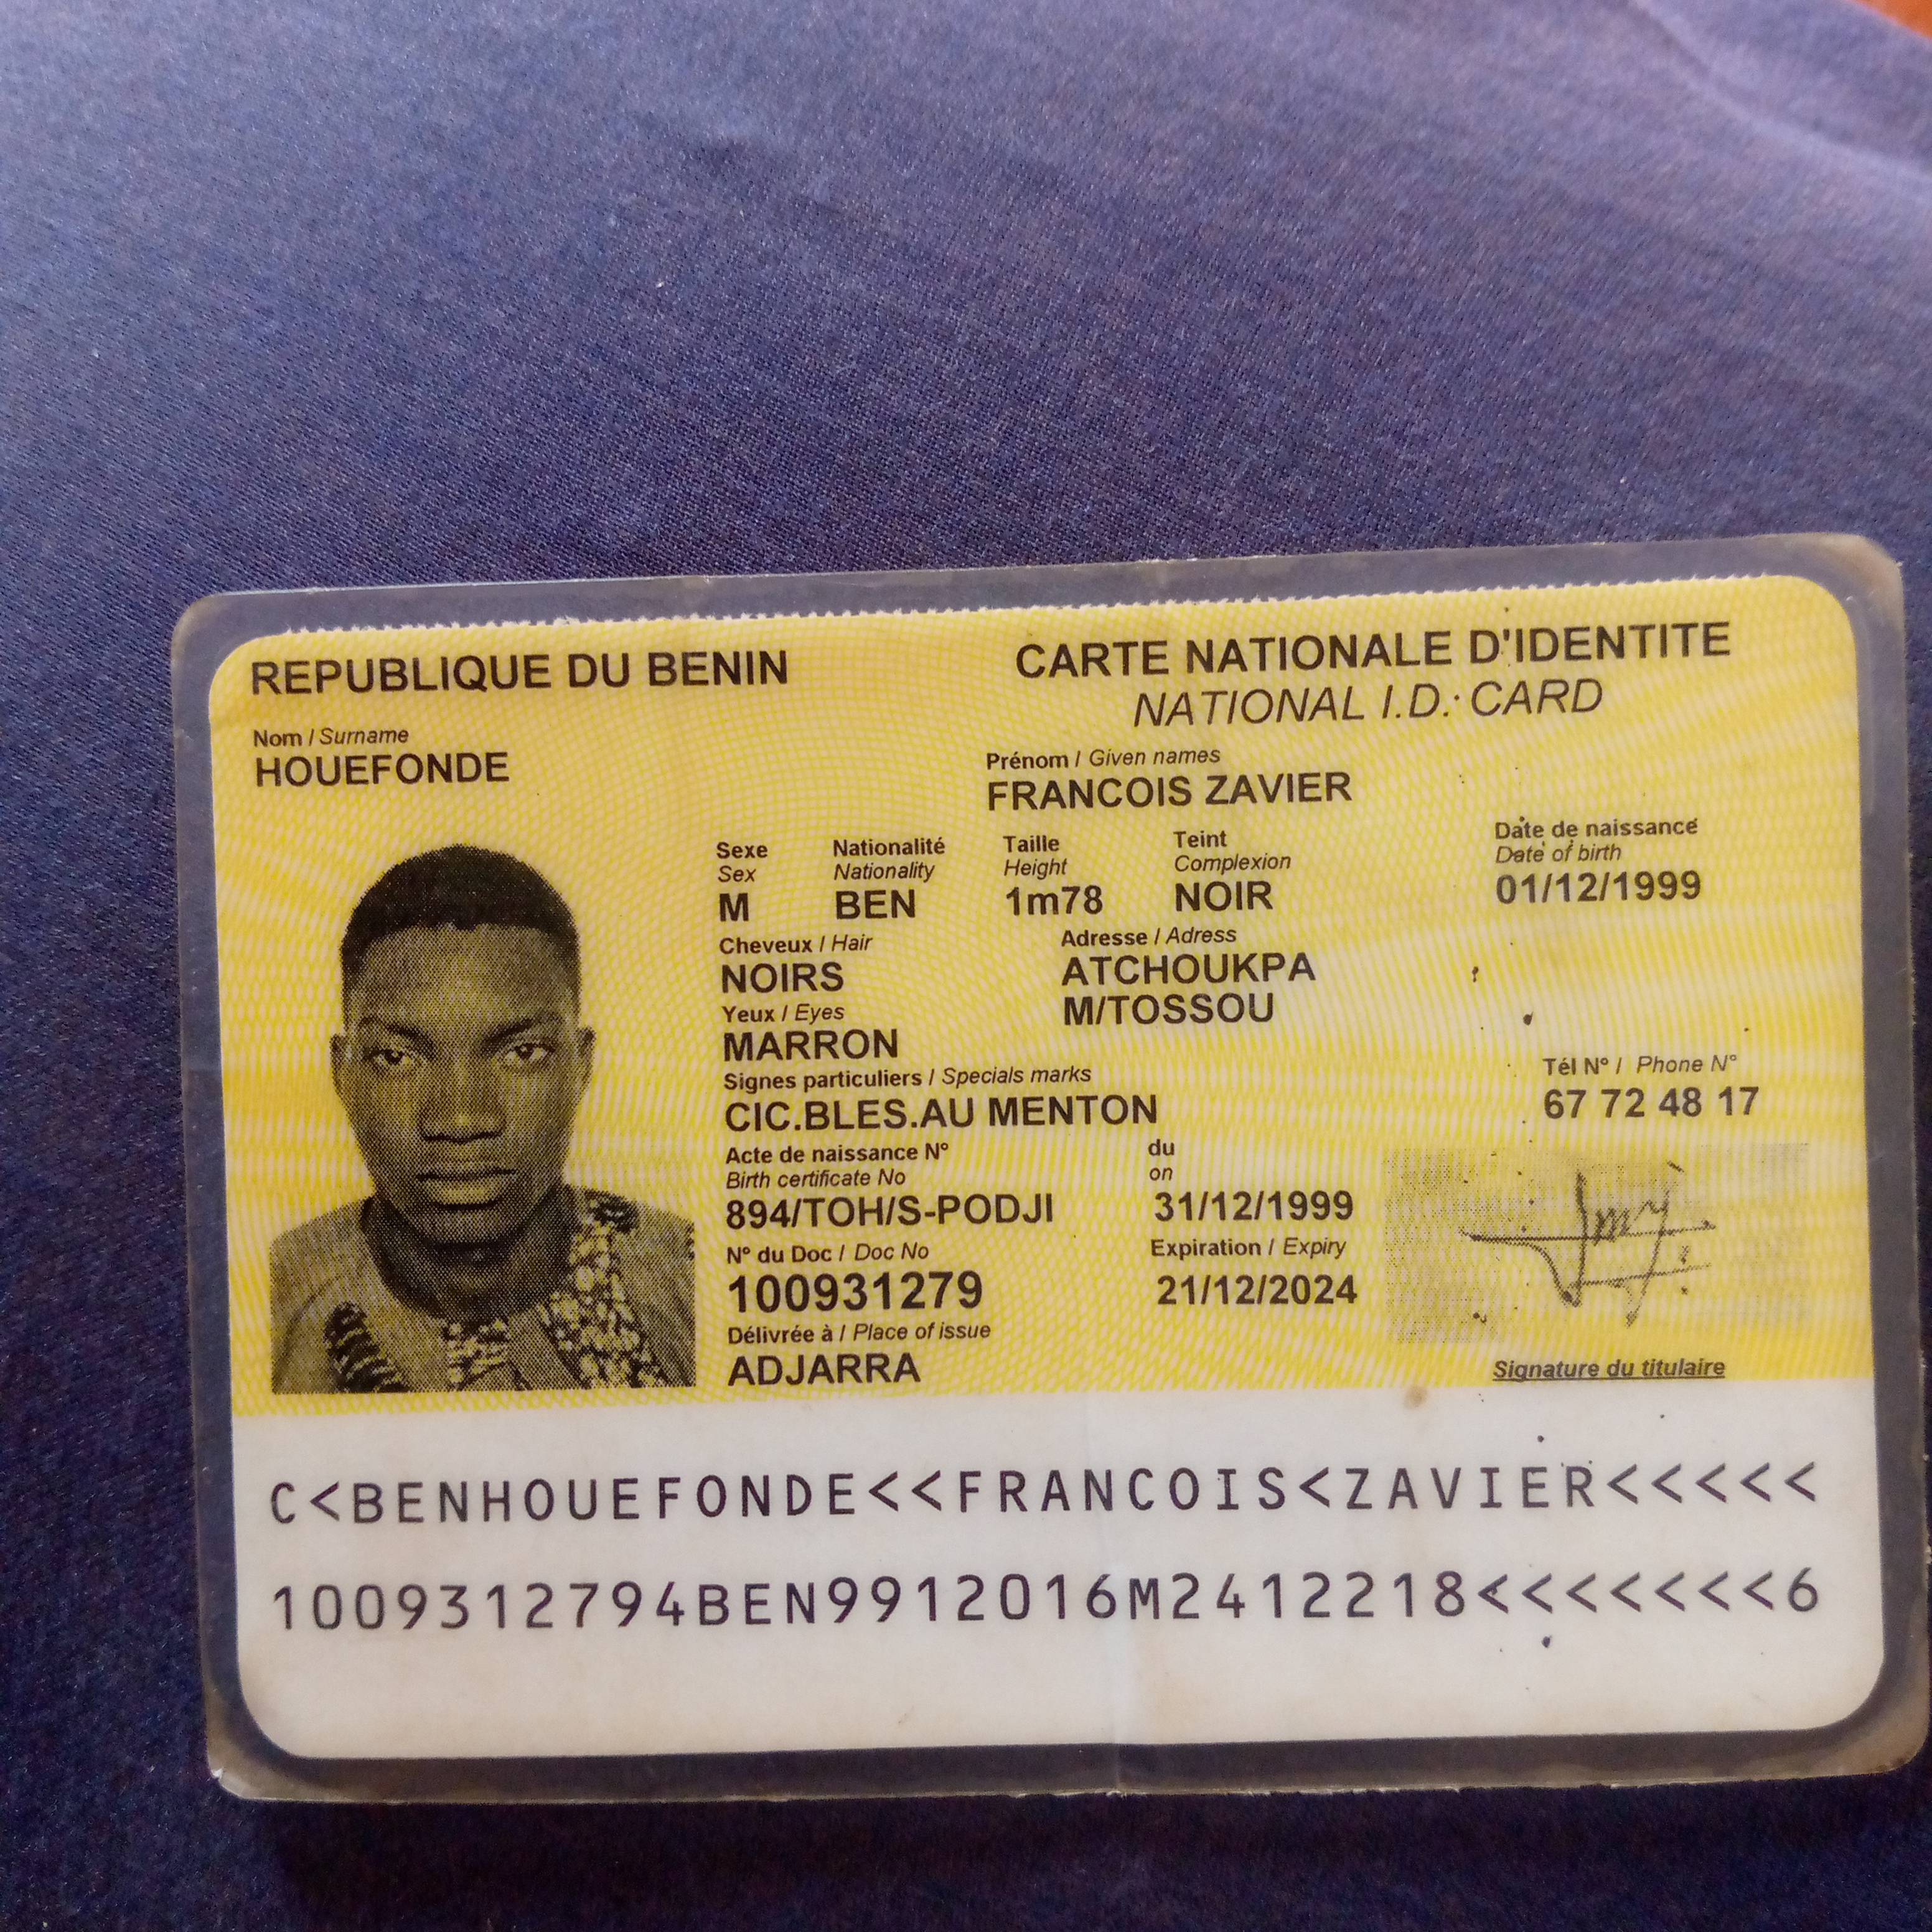 REPUBLIQUE DU BENIN
CARTE NATIONALE D'IDENTITE
NATIONAL I.D. CARD
Nom / Surname
HOUEFONDE
Prénom / Given names
FRANCOIS ZAVIER
Sexe Nationalité Taille Teint Date de naissance
Sex Nationality Height Complexion Date of birth
M BEN 1m78 NOIR 01/12/1999
Cheveux / Hair Adresse / Adress
NOIRS ATCHOUKPA
Yeux / Eyes M/TOSSOU
MARRON
Signes particuliers / Specials marks Tél N° / Phone N°
CIC.BLES.AU MENTON 67 72 48 17
Acte de naissance N° du
Birth certificate No on
894/TOH/S-PODJI 31/12/1999
N° du Doc / Doc No Expiration / Expiry
100931279 21/12/2024
Délivrée à / Place of issue
ADJARRA Signature du titulaire
C<BENHOUEFONDE<<FRANCOIS<ZAVIER<<<<<
1009312794BEN9912016M2412218<<<<<<<6